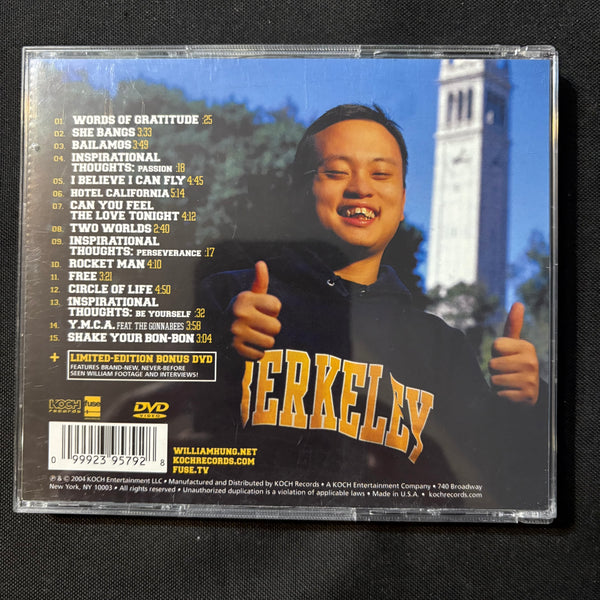 01. WORDS OF GRATITUDE :25
02. SHE BANGS 3:33
03. BAILAMOS 3:49
04. INSPIRATIONAL
THOUGHTS: PASSION :18
05. I BELIEVE I CAN FLY 4:45
06. HOTEL CALIFORNIA 5:14
07. CAN YOU FEEL
THE LOVE TONIGHT 4:12
08. TWO WORLDS 2:40
09. INSPIRATIONAL
THOUGHTS: PERSEVERANCE :17
10. ROCKET MAN 4:10
11. FREE 3:21
12. CIRCLE OF LIFE 4:50
13. INSPIRATIONAL
THOUGHTS: BE YOURSELF :32
14. Y.M.C.A. FEAT. THE GONNABEES 3:58
15. SHAKE YOUR BON-BON 3:04
+ LIMITED-EDITION BONUS DVD
FEATURES BRAND-NEW, NEVER-BEFORE
SEEN WILLIAM FOOTAGE AND INTERVIEWS!
BERKELEY
KOCH records
fuse
DVD
VIDEO
0 99923 95792 8
WILLIAMHUNG.NET
KOCHRECORDS.COM
FUSE.TV
℗ & © 2004 KOCH Entertainment LLC • Manufactured and Distributed by KOCH Records • A KOCH Entertainment Company • 740 Broadway
New York, NY 10003 • All rights reserved • Unauthorized duplication is a violation of applicable laws • Made in U.S.A. • kochrecords.com